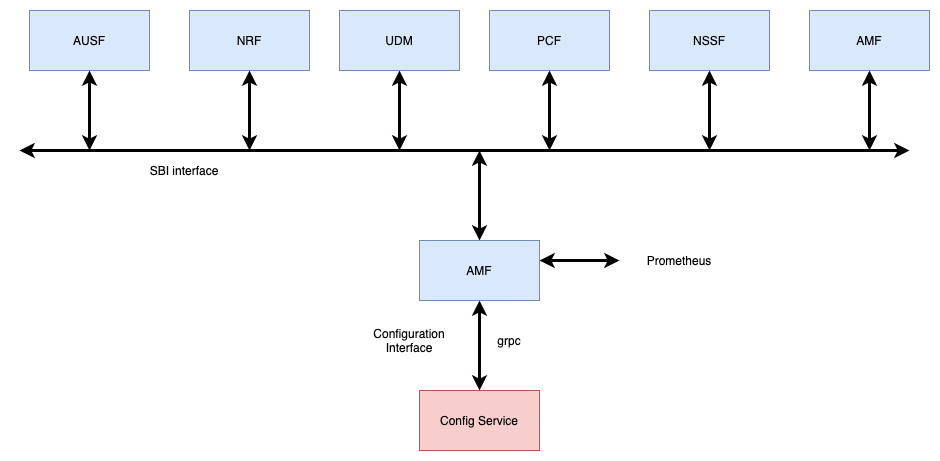 AUSF
NRF
UDM
PCF
NSSF
AMF
SBI interface
AMF
Prometheus
Configuration
Interface
grpc
Config Service